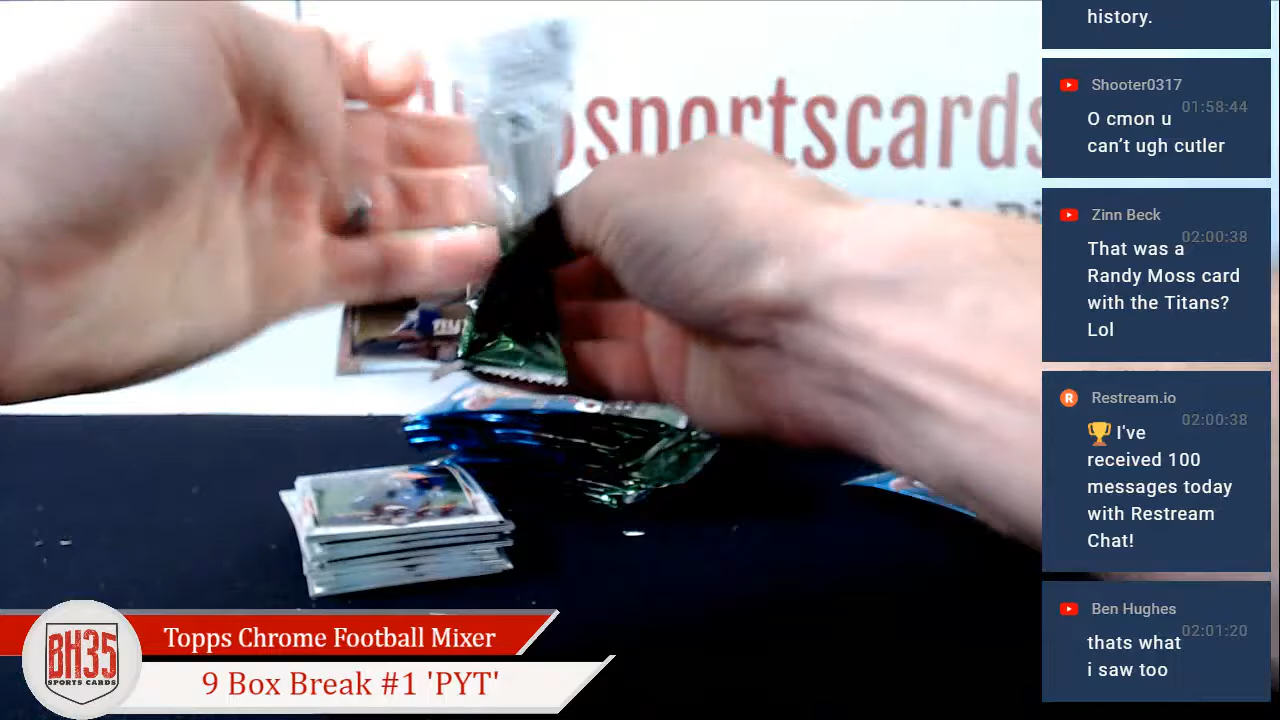 history.
Shooter0317
01:58:44
O cmon u
can’t ugh cutler
Zinn Beck
02:00:38
That was a
Randy Moss card
with the Titans?
Lol
Restream.io
02:00:38
🏆 I've
received 100
messages today
with Restream
Chat!
Ben Hughes
02:01:20
thats what
i saw too
sportscards
BH35
SPORTS CARDS
Topps Chrome Football Mixer
9 Box Break #1 'PYT'